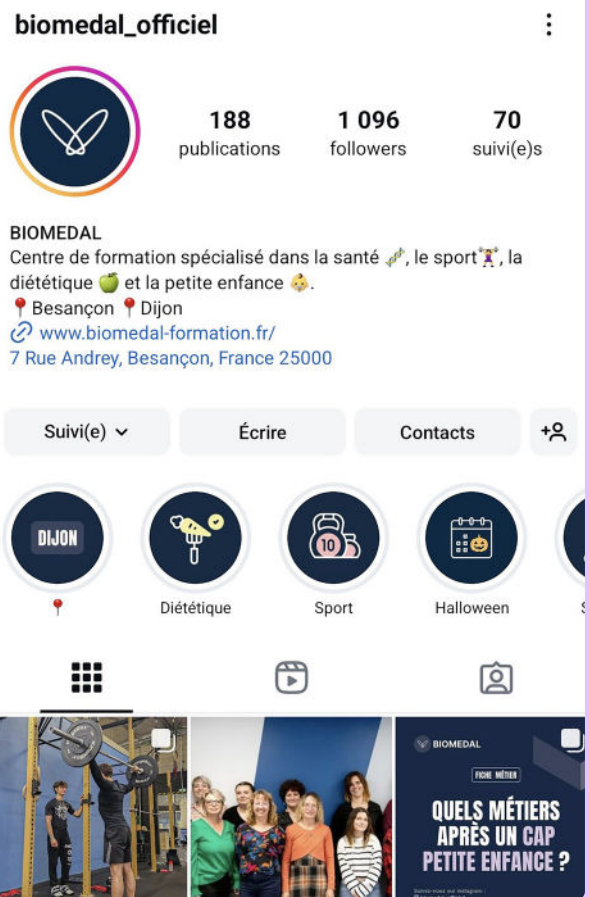 biomedal_officiel
188
publications
1 096
followers
70
suivi(e)s
BIOMEDAL
Centre de formation spécialisé dans la santé 🧬, le sport🏋️‍♀️, la
diététique 🍏 et la petite enfance 👶.
📍Besançon 📍Dijon
www.biomedal-formation.fr/
7 Rue Andrey, Besançon, France 25000
Suivi(e)
Écrire
Contacts
DIJON
10
📍
Diététique
Sport
Halloween
BIOMEDAL
FICHE MÉTIER
QUELS MÉTIERS
APRÈS UN CAP
PETITE ENFANCE ?